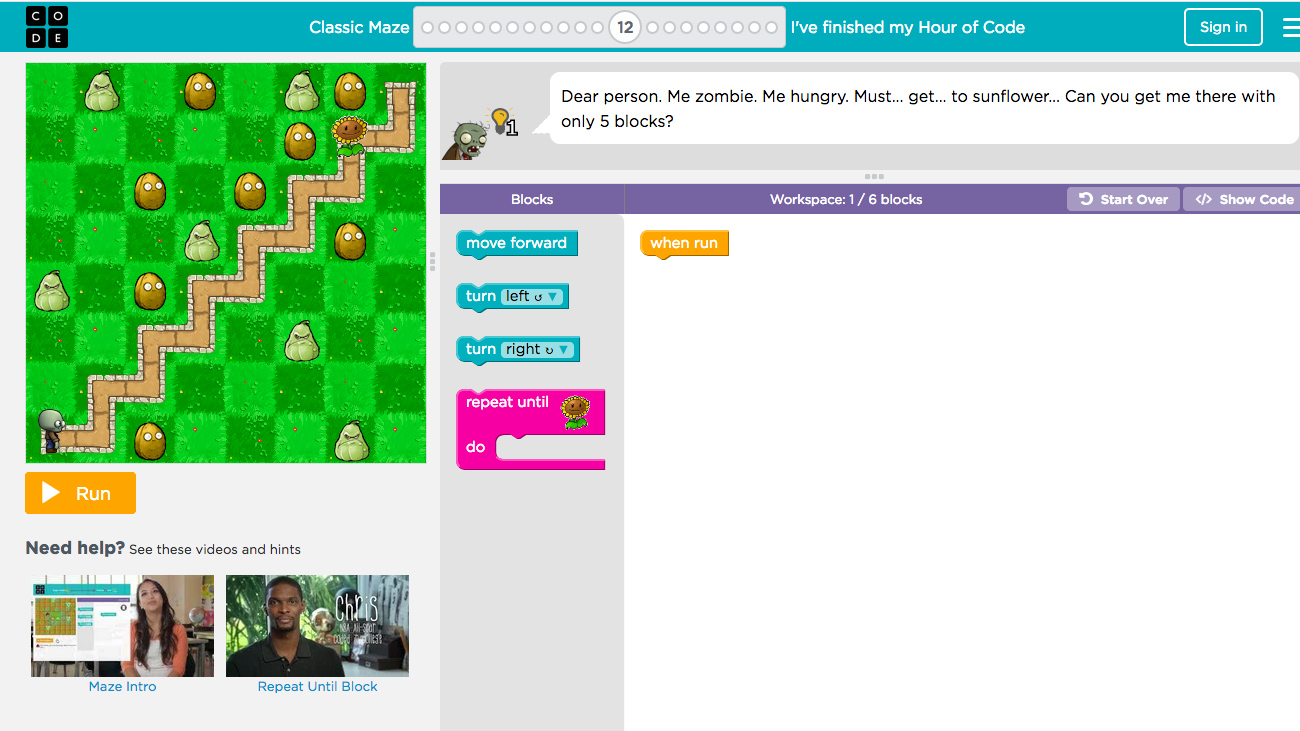 C O
D E
Classic Maze
12
I've finished my Hour of Code
Sign in
Dear person. Me zombie. Me hungry. Must... get... to sunflower... Can you get me there with
only 5 blocks?
1
Blocks
Workspace: 1 / 6 blocks
Start Over
</> Show Code
move forward
when run
turn left ↺ ▼
turn right ↻ ▼
repeat until
do
Run
Need help? See these videos and hints
Chris
Maze Intro
Repeat Until Block